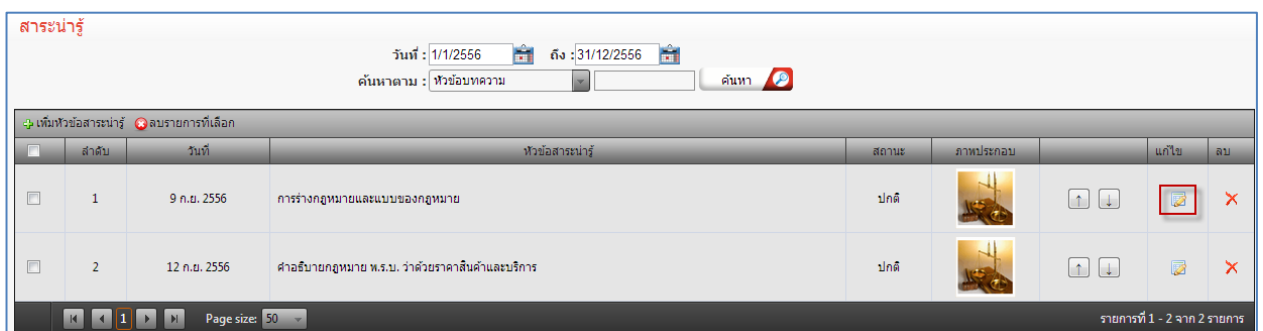 สาระน่ารู้
วันที่ : 1/1/2556 ถึง : 31/12/2556
ค้นหาตาม : หัวข้อบทความ ค้นหา
เพิ่มหัวข้อสาระน่ารู้ ลบรายการที่เลือก
ลำดับ วันที่ หัวข้อสาระน่ารู้ สถานะ ภาพประกอบ แก้ไข ลบ
1 9 ก.ย. 2556 การร่างกฎหมายและแบบของกฎหมาย ปกติ
2 12 ก.ย. 2556 คำอธิบายกฎหมาย พ.ร.บ. ว่าด้วยราคาสินค้าและบริการ ปกติ
1 Page size: 50 รายการที่ 1 - 2 จาก 2 รายการ